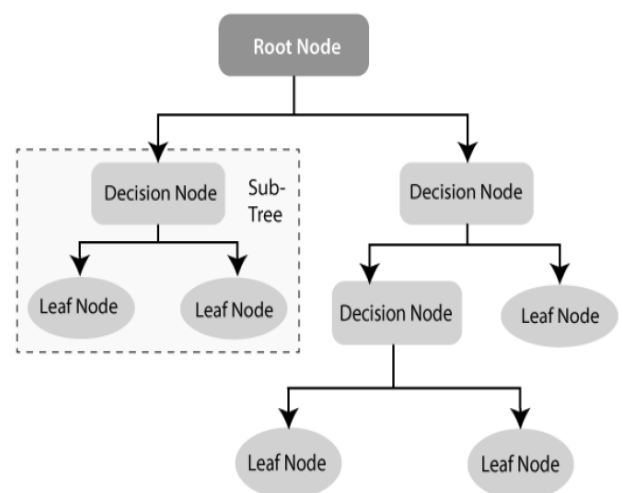 Root Node
Decision Node
Sub-
Tree
Decision Node
Leaf Node
Leaf Node
Decision Node
Leaf Node
Leaf Node
Leaf Node